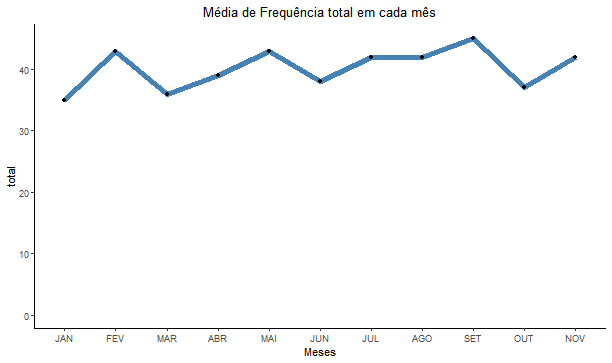 Média de Frequência total em cada mês
total
40
30
20
10
0
JAN FEV MAR ABR MAI JUN JUL AGO SET OUT NOV
Meses